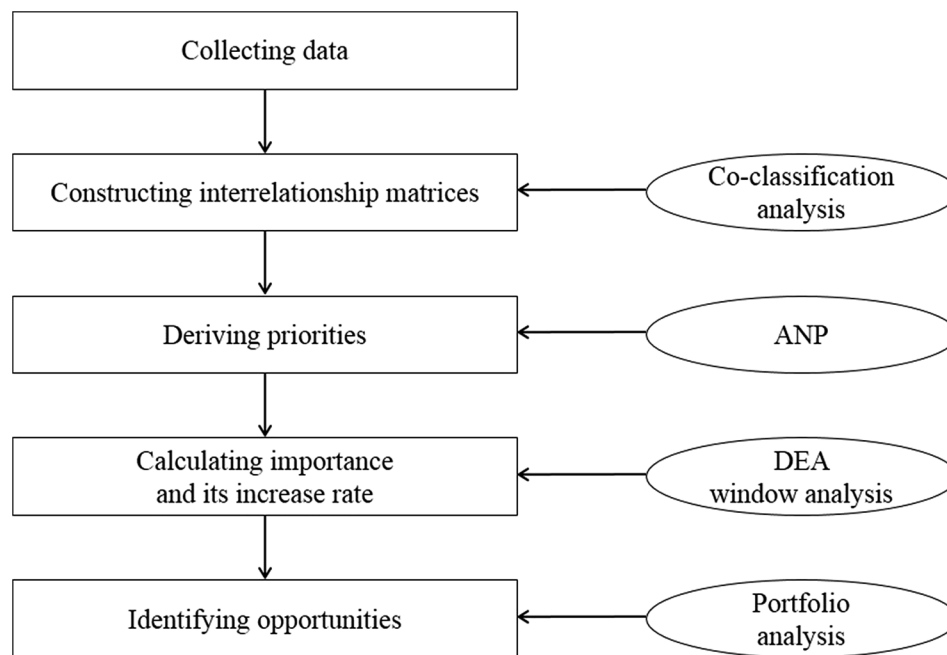 Collecting data
Constructing interrelationship matrices
Co-classification
analysis
Deriving priorities
ANP
Calculating importance
and its increase rate
DEA
window analysis
Identifying opportunities
Portfolio
analysis